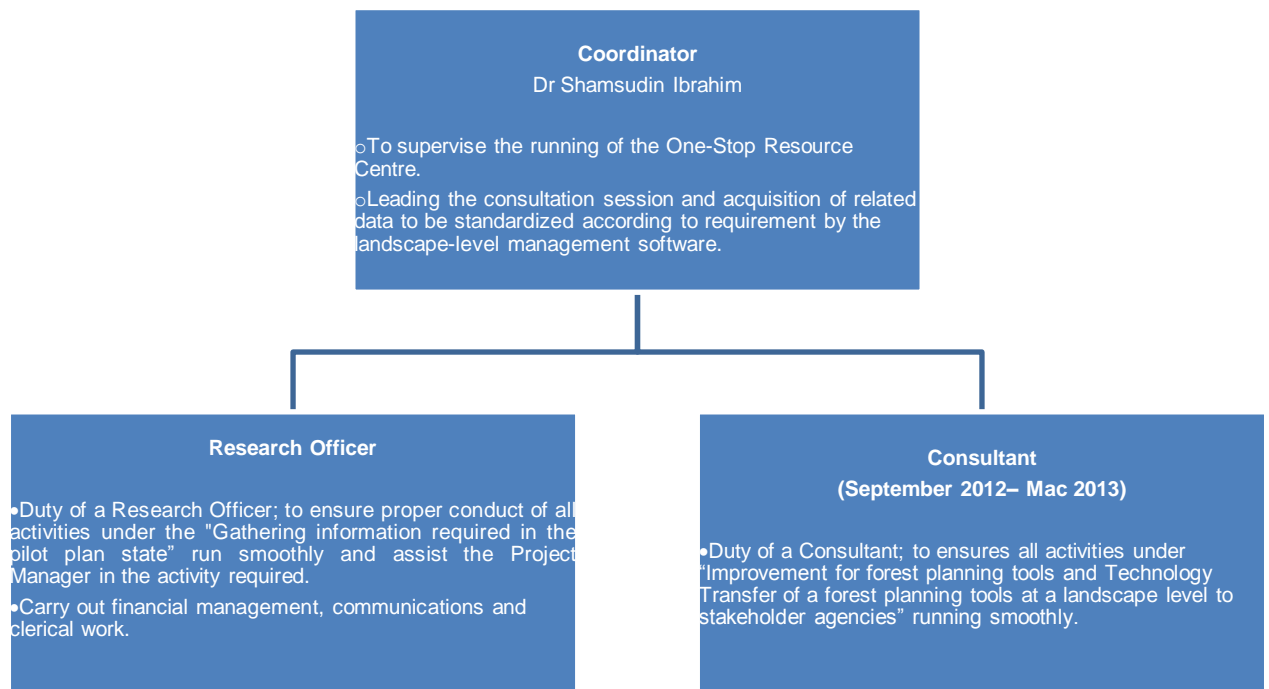 Coordinator
Dr Shamsudin Ibrahim
oTo supervise the running of the One-Stop Resource
Centre.
oLeading the consultation session and acquisition of related
data to be standardized according to requirement by the
landscape-level management software.
Research Officer
•Duty of a Research Officer; to ensure proper conduct of all
activities under the "Gathering information required in the
pilot plan state” run smoothly and assist the Project
Manager in the activity required.
•Carry out financial management, communications and
clerical work.
Consultant
(September 2012– Mac 2013)
•Duty of a Consultant; to ensures all activities under
“Improvement for forest planning tools and Technology
Transfer of a forest planning tools at a landscape level to
stakeholder agencies” running smoothly.